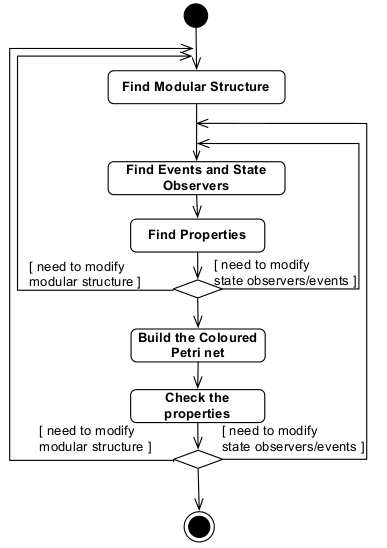 Find Modular Structure
Find Events and State
Observers
Find Properties
[ need to modify
modular structure ]
[ need to modify
state observers/events ]
Build the Coloured
Petri net
Check the
properties
[ need to modify
modular structure ]
[ need to modify
state observers/events ]